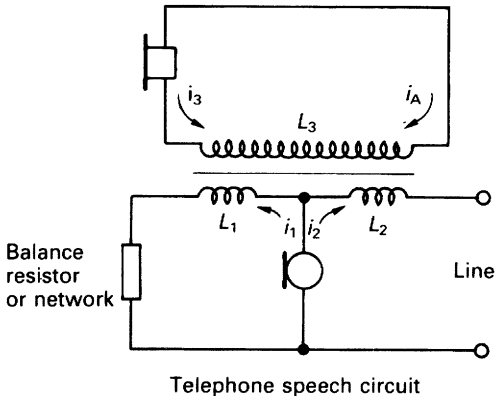 i₃
L₃
iA
L₁
i₁
i₂
L₂
Balance
resistor
or network
Line
Telephone speech circuit